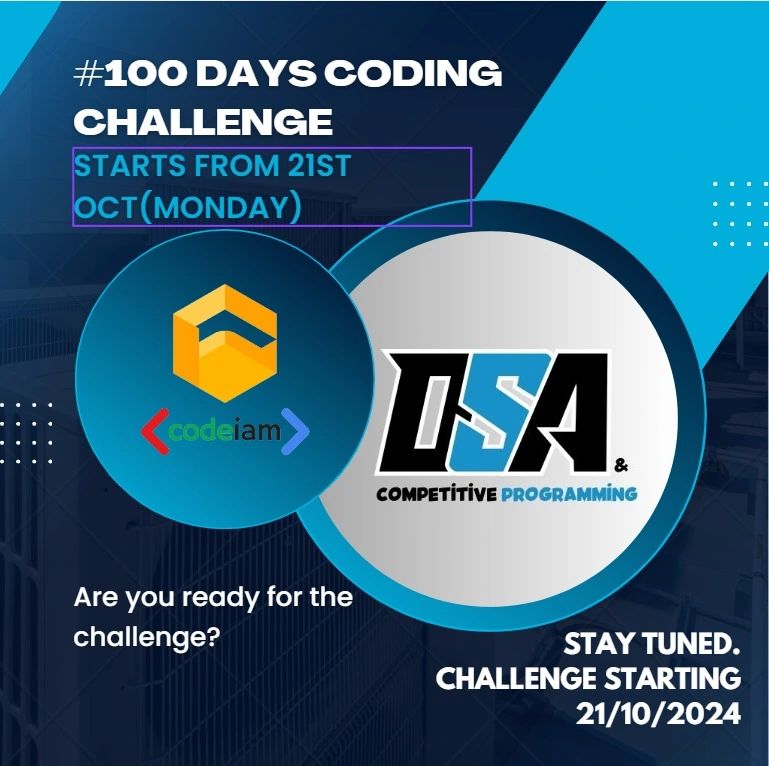 #100 DAYS CODING
CHALLENGE
STARTS FROM 21ST
OCT(MONDAY)
<codeiam>
DSA
&
COMPETITIVE PROGRAMMING
Are you ready for the
challenge?
STAY TUNED.
CHALLENGE STARTING
21/10/2024